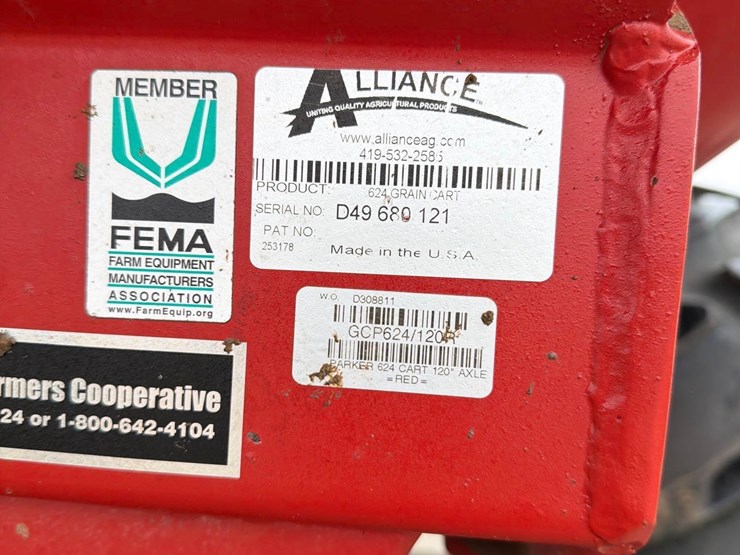 MEMBER
FEMA
FARM EQUIPMENT
MANUFACTURERS
ASSOCIATION
www.FarmEquip.org
ALLIANCE
UNITING QUALITY AGRICULTURAL PRODUCTS
www.allianceag.com
419-532-2585
PRODUCT: 624 GRAIN CART
SERIAL NO: D49 680 121
PAT NO:
253178 Made in the U.S.A.
W.O. D308811
GCP624/120
PARKER 624 CART 120" AXLE
=RED=
rmers Cooperative
24 or 1-800-642-4104